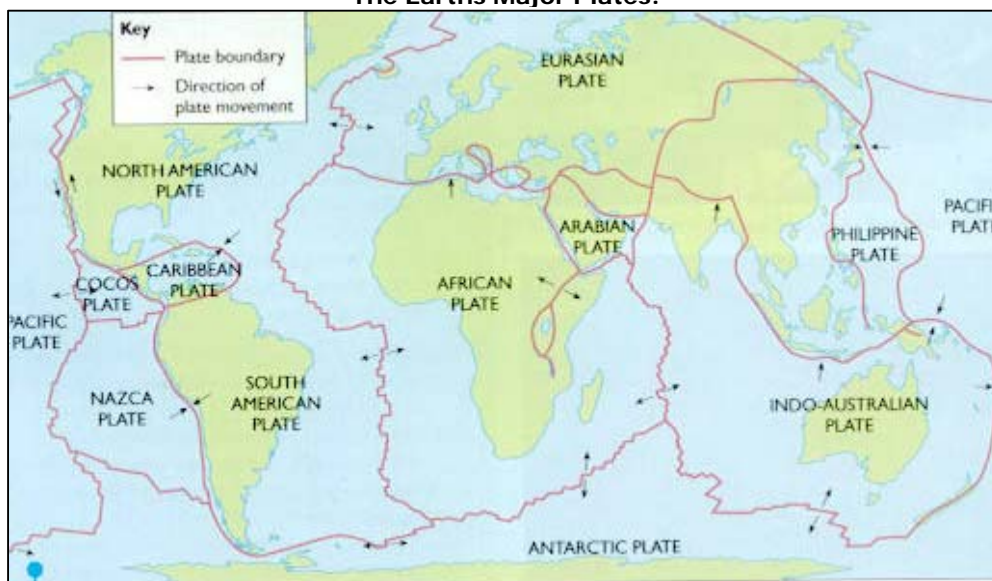 The Earths Major Plates.
Key
Plate boundary
Direction of
plate movement
EURASIAN
PLATE
NORTH AMERICAN
PLATE
ARABIAN
PLATE
PACIFI
PLATE
PHILIPPINE
PLATE
CARIBBEAN
PLATE
COCOS
PLATE
AFRICAN
PLATE
PACIFIC
PLATE
NAZCA
PLATE
SOUTH
AMERICAN
PLATE
INDO-AUSTRALIAN
PLATE
ANTARCTIC PLATE